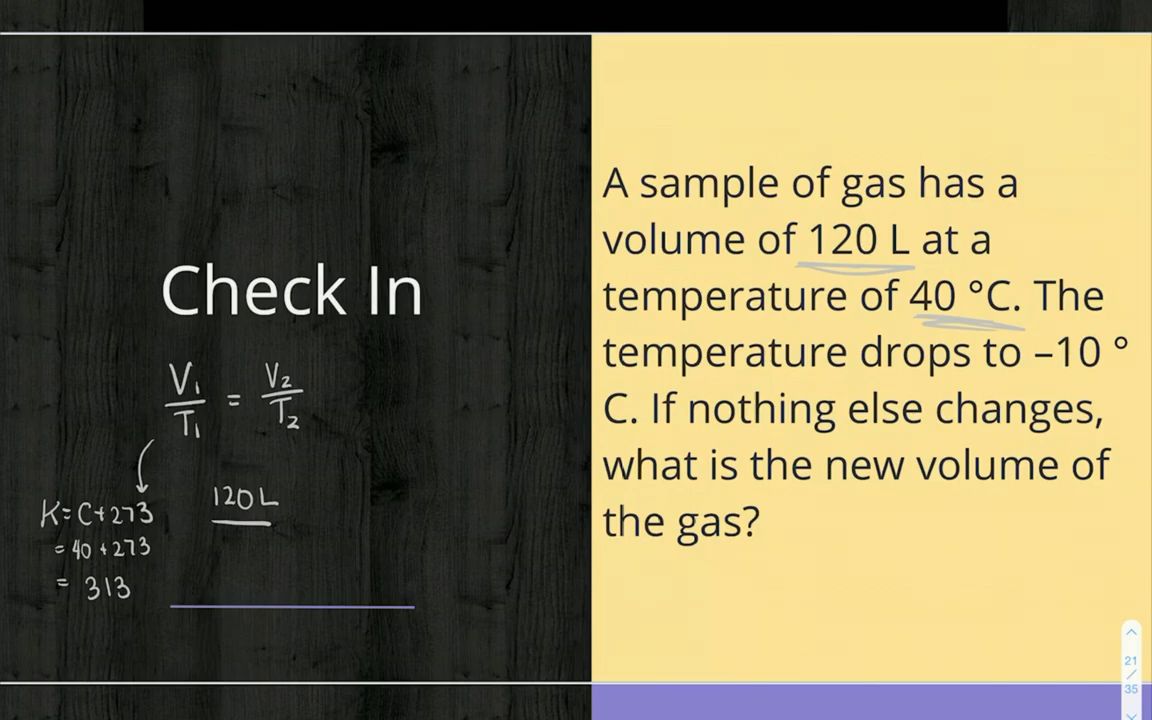 Check In
V₁/T₁ = V₂/T₂
K=C+273
= 40 +273
= 313
120L
A sample of gas has a
volume of 120 L at a
temperature of 40 °C. The
temperature drops to –10 °
C. If nothing else changes,
what is the new volume of
the gas?
21
/
35